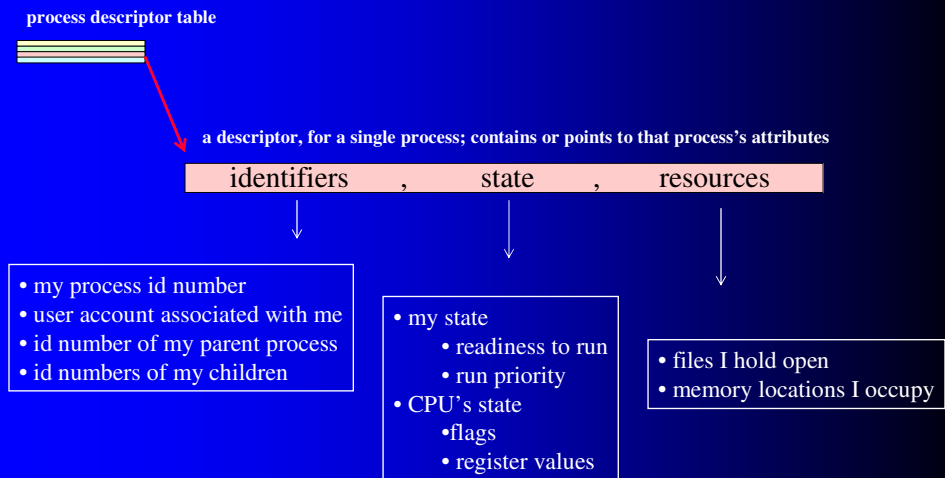 process descriptor table
a descriptor, for a single process; contains or points to that process's attributes
identifiers , state , resources
• my process id number
• user account associated with me
• id number of my parent process
• id numbers of my children
• my state
• readiness to run
• run priority
• CPU's state
•flags
• register values
• files I hold open
• memory locations I occupy